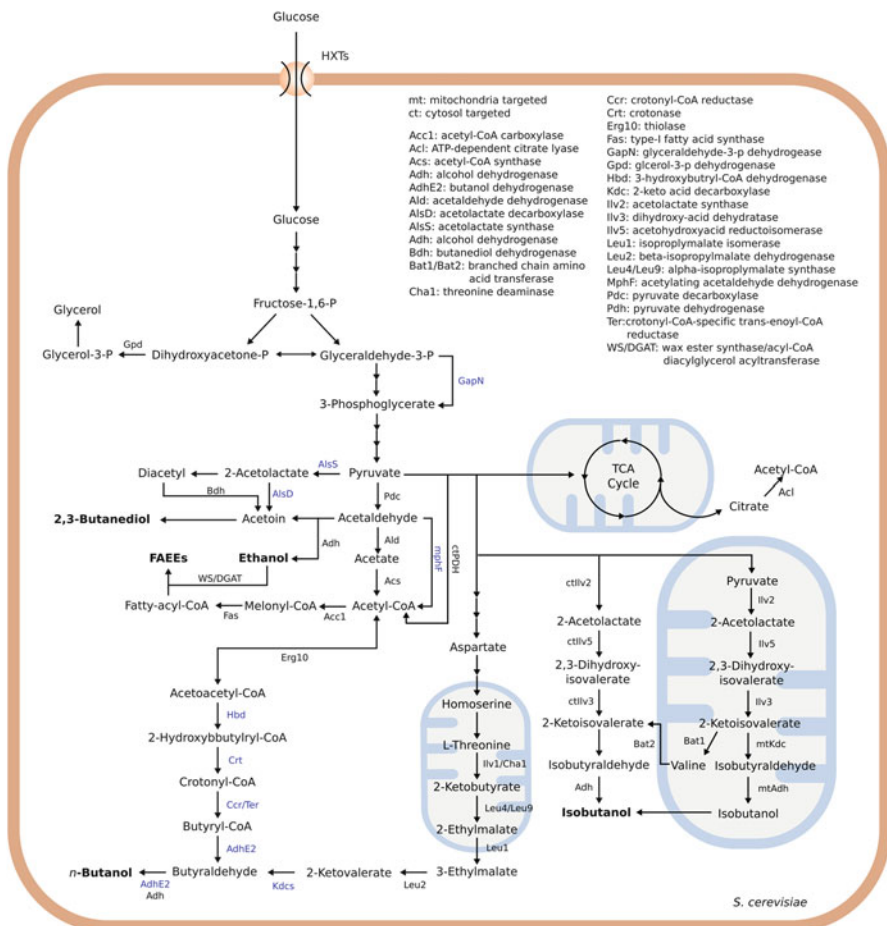 Glucose
HXTs
mt: mitochondria targeted
ct: cytosol targeted
Acc1: acetyl-CoA carboxylase
Acl: ATP-dependent citrate lyase
Acs: acetyl-CoA synthase
Adh: alcohol dehydrogenase
AdhE2: butanol dehydrogenase
Ald: acetaldehyde dehydrogenase
AlsD: acetolactate decarboxylase
AlsS: acetolactate synthase
Adh: alcohol dehydrogenase
Bdh: butanediol dehydrogenase
Bat1/Bat2: branched chain amino
acid transferase
Cha1: threonine deaminase
Ccr: crotonyl-CoA reductase
Crt: crotonase
Erg10: thiolase
Fas: type-I fatty acid synthase
GapN: glyceraldehyde-3-p dehydrogease
Gpd: glcerol-3-p dehydrogenase
Hbd: 3-hydroxybutryl-CoA dehydrogenase
Kdc: 2-keto acid decarboxylase
Ilv2: acetolactate synthase
Ilv3: dihydroxy-acid dehydratase
Ilv5: acetohydroxyacid reductoisomerase
Leu1: isoproplymalate isomerase
Leu2: beta-isopropylmalate dehydrogenase
Leu4/Leu9: alpha-isoproplymalate synthase
MphF: acetylating acetaldehyde dehydrogenase
Pdc: pyruvate decarboxylase
Pdh: pyruvate dehydrogenase
Ter:crotonyl-CoA-specific trans-enoyl-CoA
reductase
WS/DGAT: wax ester synthase/acyl-CoA
diacylglycerol acyltransferase
Glucose
Fructose-1,6-P
Glycerol
Glycerol-3-P
Gpd
Dihydroxyacetone-P
Glyceraldehyde-3-P
GapN
3-Phosphoglycerate
Diacetyl
2-Acetolactate
AlsS
Pyruvate
TCA
Cycle
Acetyl-CoA
Acl
Citrate
Bdh
AlsD
Pdc
2,3-Butanediol
Acetoin
Acetaldehyde
Adh
Ald
mphF
ctPDH
FAEEs
Ethanol
Acetate
WS/DGAT
Acs
Fatty-acyl-CoA
Fas
Melonyl-CoA
Acc1
Acetyl-CoA
Erg10
Acetoacetyl-CoA
Hbd
2-Hydroxybbutylryl-CoA
Crt
Crotonyl-CoA
Ccr/Ter
Butyryl-CoA
AdhE2
n-Butanol
AdhE2
Adh
Butyraldehyde
Kdcs
2-Ketovalerate
Leu2
3-Ethylmalate
Aspartate
Homoserine
L-Threonine
Ilv1/Cha1
2-Ketobutyrate
Leu4/Leu9
2-Ethylmalate
Leu1
ctIlv2
2-Acetolactate
ctIlv5
2,3-Dihydroxy-
isovalerate
ctIlv3
2-Ketoisovalerate
Bat2
Isobutyraldehyde
Adh
Isobutanol
Pyruvate
Ilv2
2-Acetolactate
Ilv5
2,3-Dihydroxy-
isovalerate
Ilv3
2-Ketoisovalerate
Bat1
mtKdc
Valine
Isobutyraldehyde
mtAdh
Isobutanol
S. cerevisiae